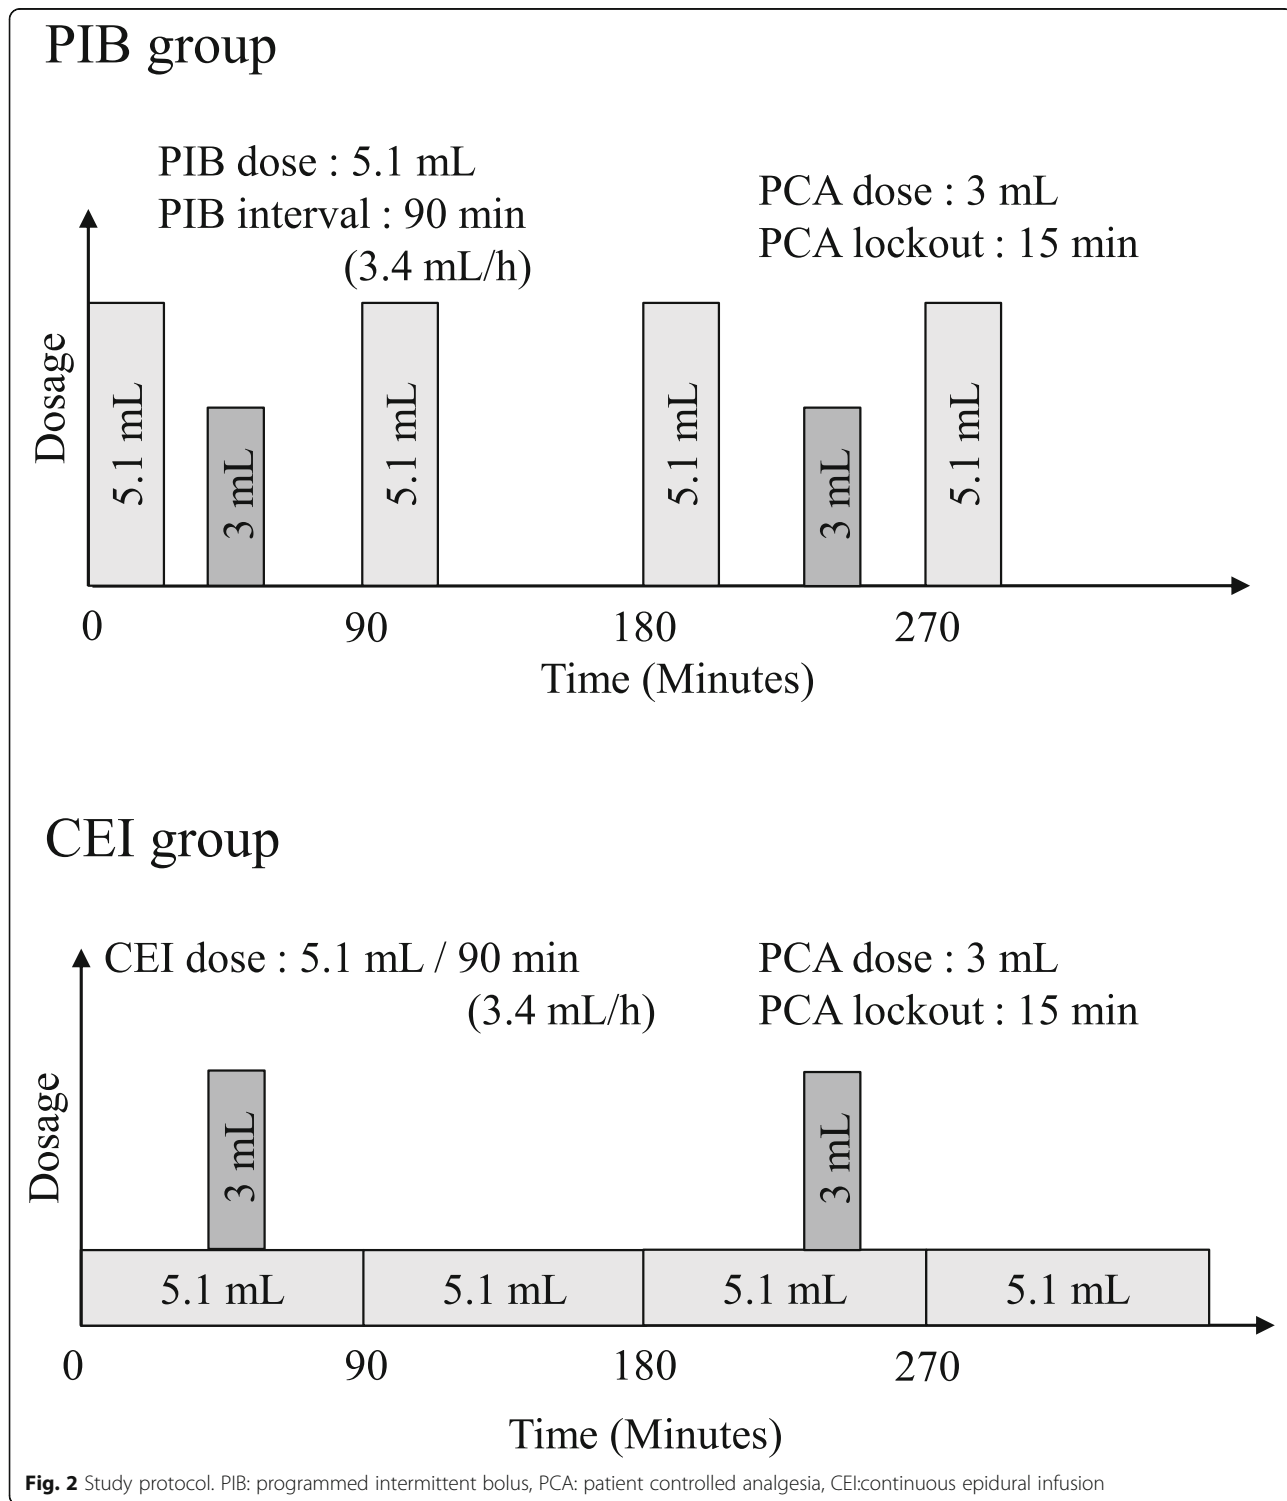 PIB group
PIB dose : 5.1 mL
PIB interval : 90 min
(3.4 mL/h)
PCA dose : 3 mL
PCA lockout : 15 min
Dosage
5.1 mL
3 mL
5.1 mL
5.1 mL
3 mL
5.1 mL
0 90 180 270
Time (Minutes)
CEI group
CEI dose : 5.1 mL / 90 min
(3.4 mL/h)
PCA dose : 3 mL
PCA lockout : 15 min
Dosage
3 mL
3 mL
5.1 mL 5.1 mL 5.1 mL 5.1 mL
0 90 180 270
Time (Minutes)
Fig. 2 Study protocol. PIB: programmed intermittent bolus, PCA: patient controlled analgesia, CEI:continuous epidural infusion